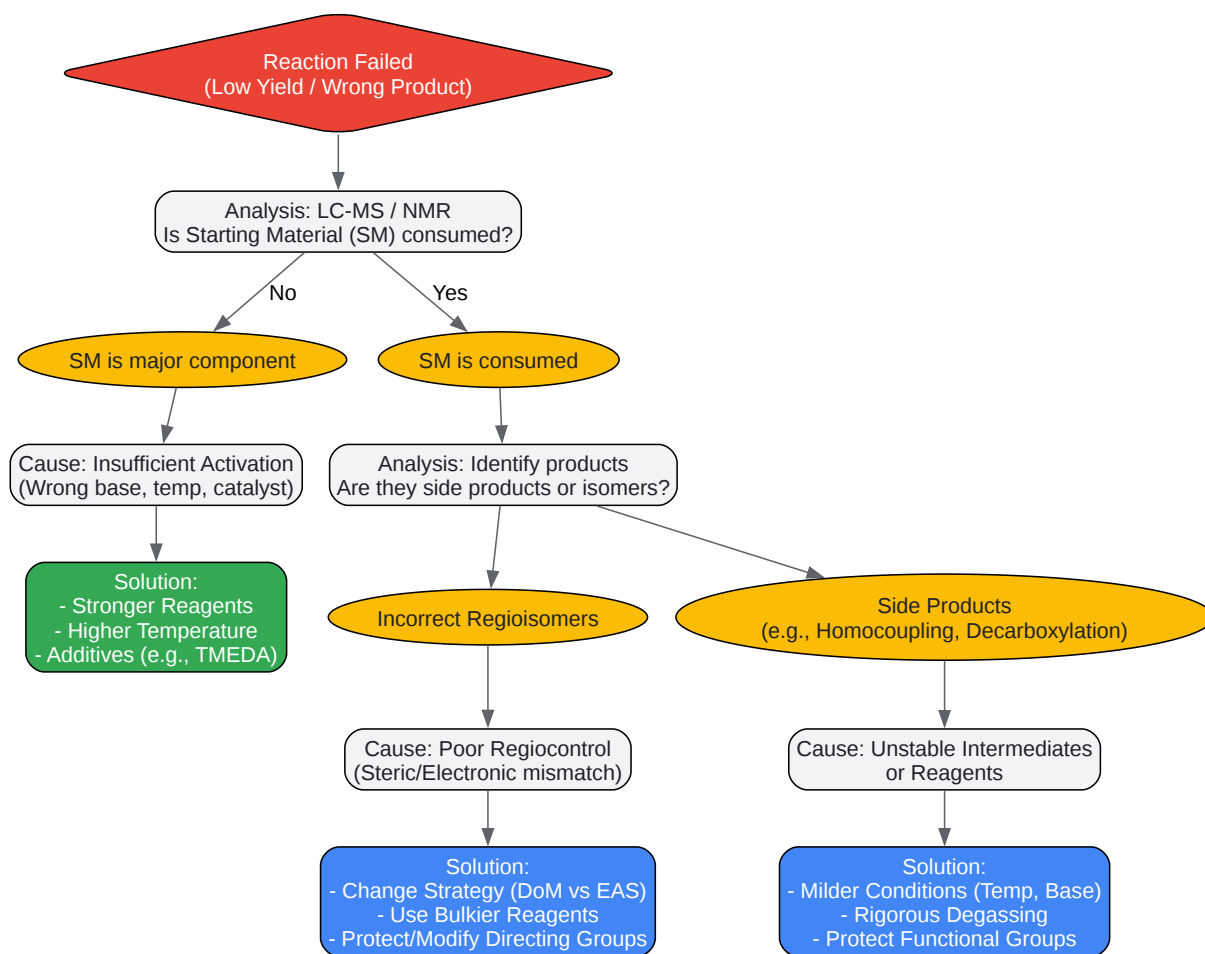 Reaction Failed
(Low Yield / Wrong Product)
Analysis: LC-MS / NMR
Is Starting Material (SM) consumed?
No
Yes
SM is major component
SM is consumed
Cause: Insufficient Activation
(Wrong base, temp, catalyst)
Analysis: Identify products
Are they side products or isomers?
Solution:
- Stronger Reagents
- Higher Temperature
- Additives (e.g., TMEDA)
Incorrect Regioisomers
Side Products
(e.g., Homocoupling, Decarboxylation)
Cause: Poor Regiocontrol
(Steric/Electronic mismatch)
Cause: Unstable Intermediates
or Reagents
Solution:
- Change Strategy (DoM vs EAS)
- Use Bulkier Reagents
- Protect/Modify Directing Groups
Solution:
- Milder Conditions (Temp, Base)
- Rigorous Degassing
- Protect Functional Groups